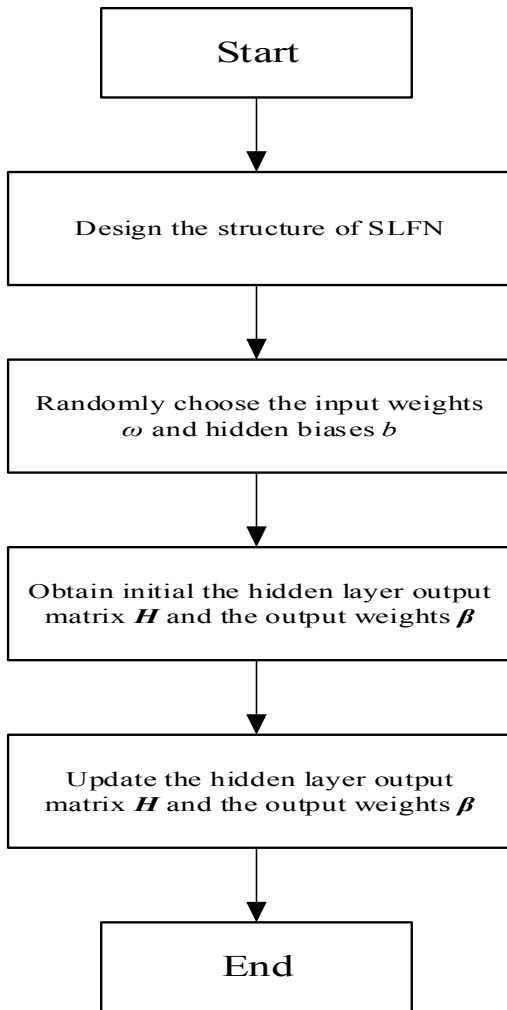 Start
Design the structure of SLFN
Randomly choose the input weights
ω and hidden biases b
Obtain initial the hidden layer output
matrix H and the output weights β
Update the hidden layer output
matrix H and the output weights β
End